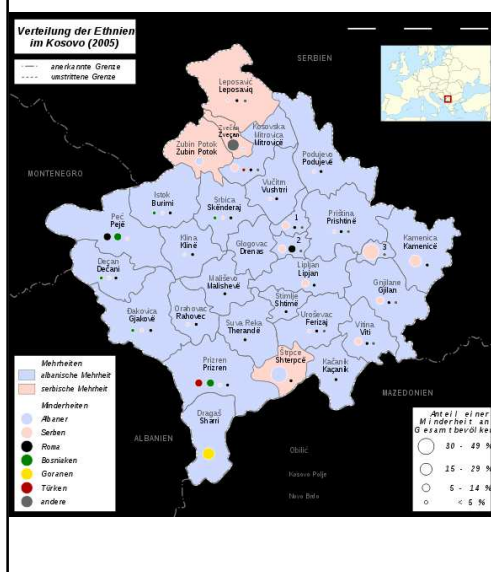 Verteilung der Ethnien
im Kosovo (2005)
anerkannte Grenze
umstrittene Grenze
SERBIEN
Leposavić
Leposaviq
Zvečan
Zveçan
Zubin Potok
Zubin Potok
Kosovska
Mitrovica
Mitrovicë
Podujevo
Podujevë
MONTENEGRO
Vučitrn
Vushtrri
Istok
Burimi
Srbica
Skënderaj
Peć
Pejë
1
Priština
Prishtinë
Klina
Klinë
Glogovac
Drenas
2
3
Kamenica
Kamenicë
Dečan
Deçani
Lipljan
Lipjan
Mališevo
Malishevë
Gnjilane
Gjilan
Štimlje
Shtimë
Đakovica
Gjakovë
Orahovac
Rahovec
Suva Reka
Therandë
Uroševac
Ferizaj
Vitina
Viti
Štrpce
Shterpcë
Kačanik
Kaçanik
Prizren
Prizren
MAZEDONIEN
Dragaš
Sharri
ALBANIEN
Mehrheiten
albanische Mehrheit
serbische Mehrheit
Minderheiten
Albaner
Serben
Roma
Bosniaken
Goranen
Türken
andere
Obilić
Kosovo Polje
Novo Brdo
Anteil einer
Minderheit an
Gesamtbevölker
30 - 49 %
15 - 29 %
5 - 14 %
< 5 %